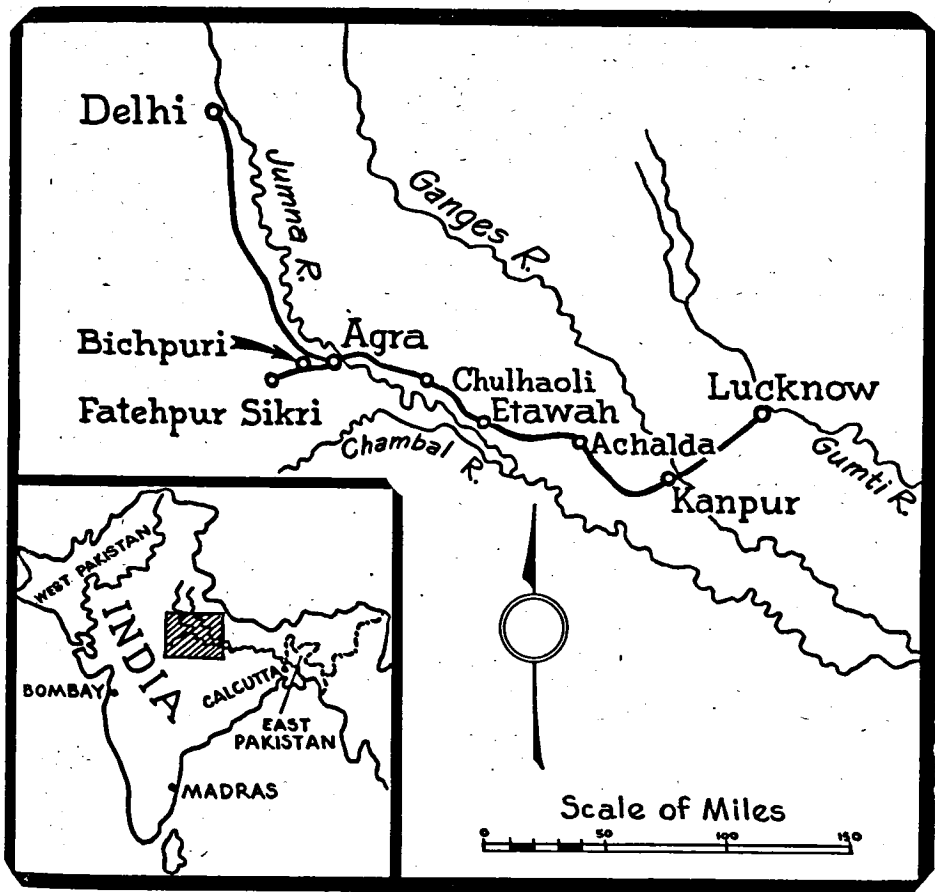 Delhi
Jumna R.
Ganges R.
Bichpuri
Agra
Fatehpur Sikri
Chulhaoli
Etawah
Lucknow
Achalda
Chambal R.
Gumti R.
Kanpur
WEST PAKISTAN
INDIA
BOMBAY
CALCUTTA
EAST
PAKISTAN
MADRAS
Scale of Miles
0 50 100 150